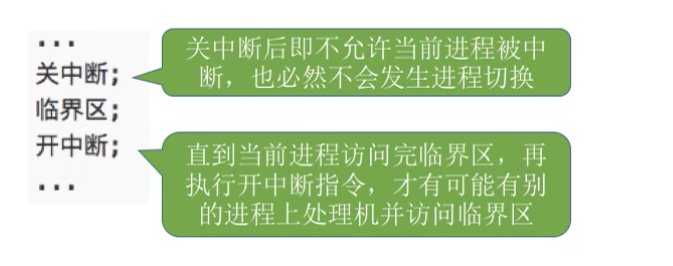 ...
关中断;
临界区;
开中断;
...
关中断后即不允许当前进程被中
断，也必然不会发生进程切换
直到当前进程访问完临界区，再
执行开中断指令，才有可能有别
的进程上处理机并访问临界区